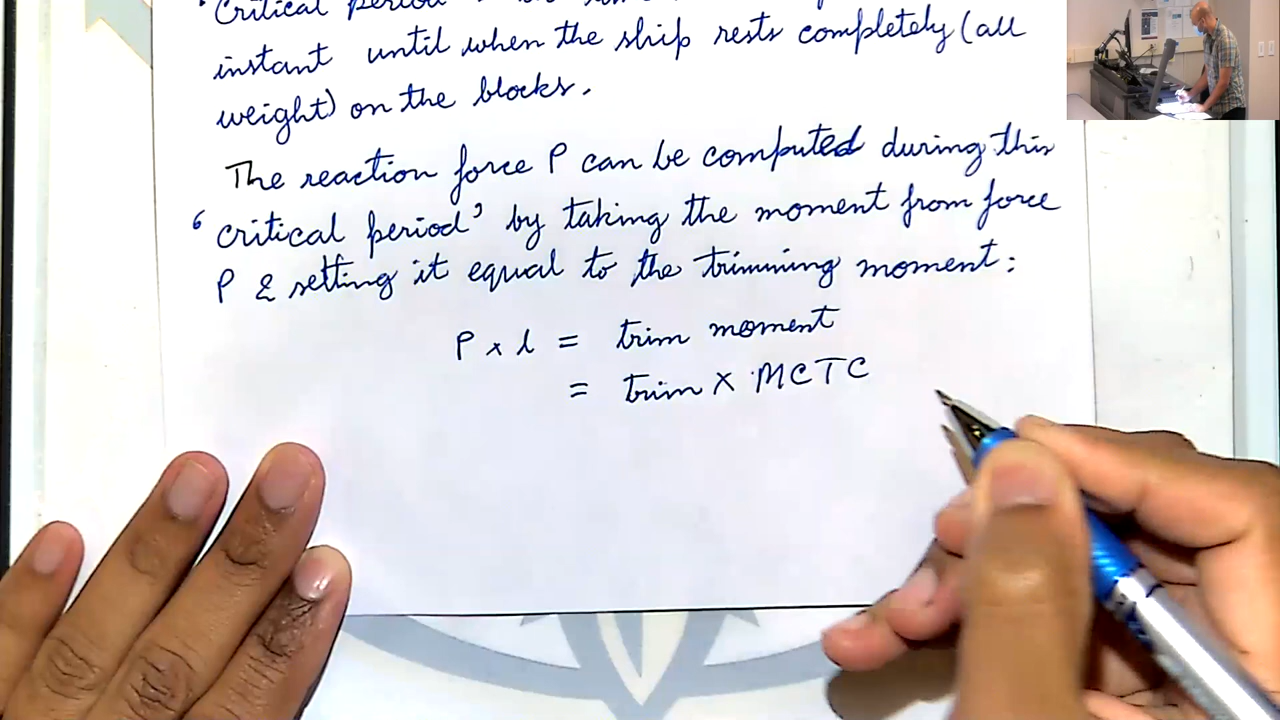 'Critical period
instant until when the ship rests completely (all
weight) on the blocks.
The reaction force P can be computed during this
'critical period' by taking the moment from force
P & setting it equal to the trimming moment:
P x l = trim moment
= trim x MCTC